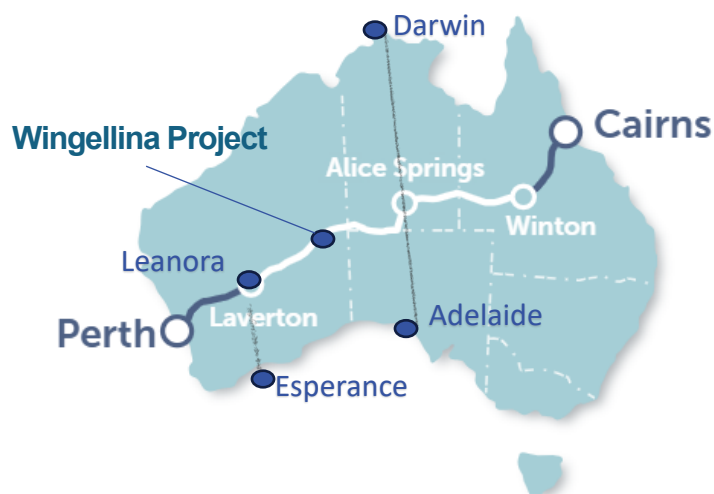 Darwin
Cairns
Wingellina Project
Alice Springs
Winton
Leanora
Laverton
Adelaide
Perth
Esperance